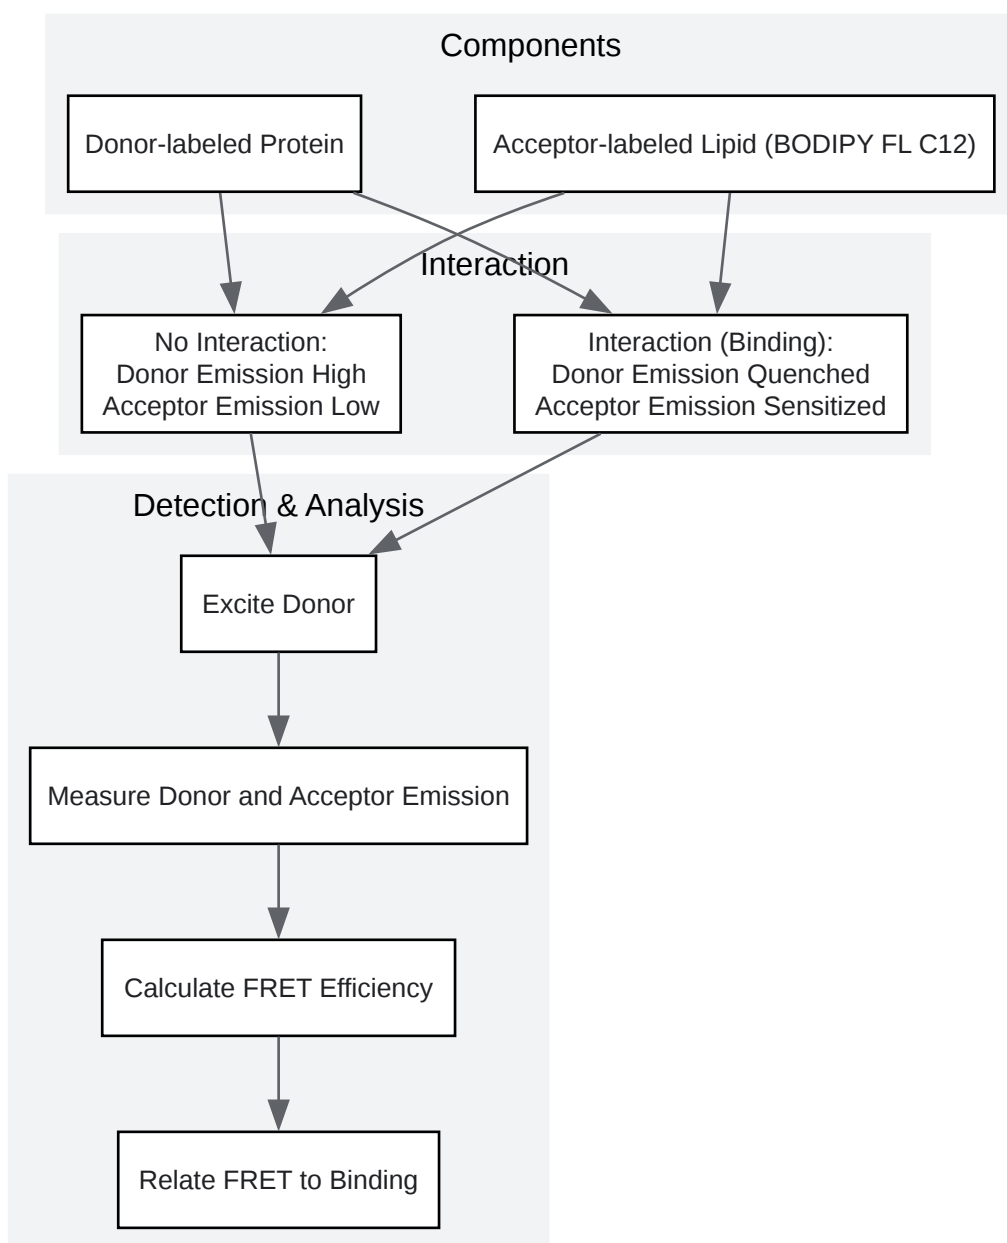 Components
Donor-labeled Protein
Acceptor-labeled Lipid (BODIPY FL C12)
Interaction
No Interaction:
Donor Emission High
Acceptor Emission Low
Interaction (Binding):
Donor Emission Quenched
Acceptor Emission Sensitized
Detection & Analysis
Excite Donor
Measure Donor and Acceptor Emission
Calculate FRET Efficiency
Relate FRET to Binding